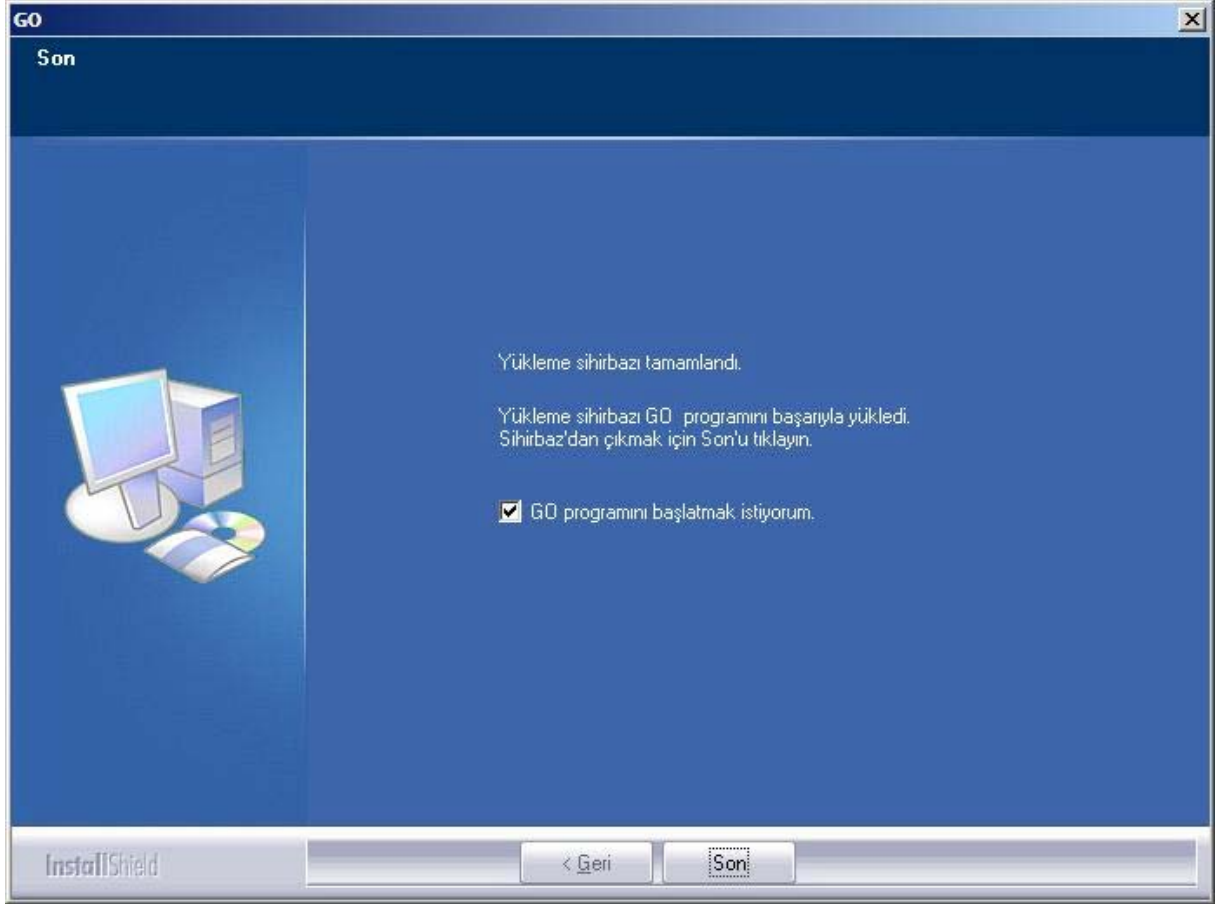 GO
Son
Yükleme sihirbazı tamamlandı.
Yükleme sihirbazı GO programını başarıyla yükledi.
Sihirbaz'dan çıkmak için Son'u tıklayın.
GO programını başlatmak istiyorum.
InstallShield
< Geri
Son